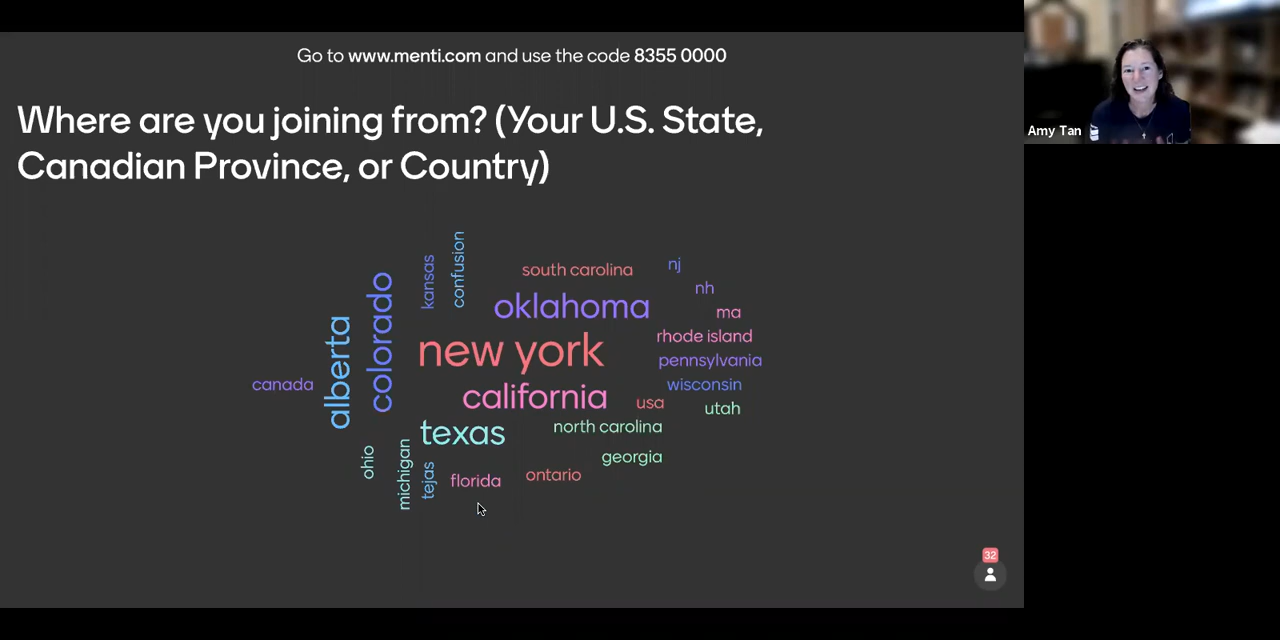 Go to www.menti.com and use the code 8355 0000
Where are you joining from? (Your U.S. State,
Canadian Province, or Country)
Amy Tan
confusion
kansas
south carolina
nj
colorado
nh
oklahoma
ma
alberta
rhode island
new york
pennsylvania
canada
wisconsin
california
usa
utah
texas
north carolina
ohio
michigan
georgia
tejas
florida
ontario
32